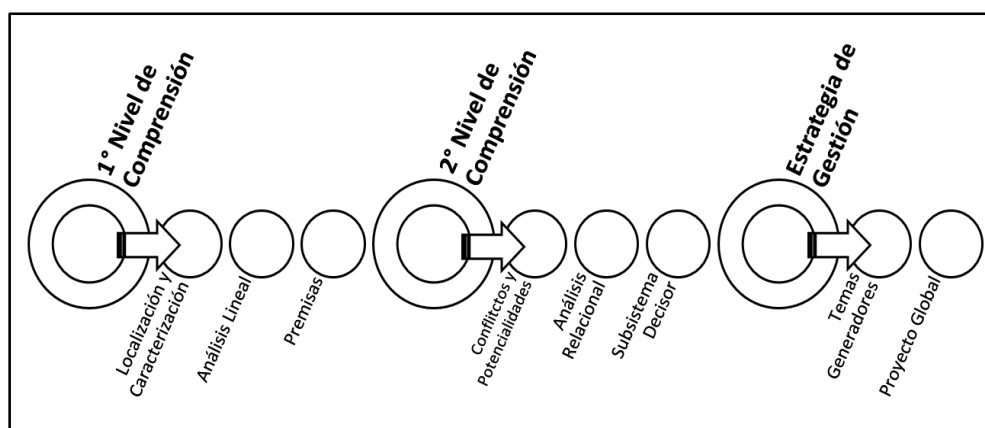 1° Nivel de
Comprensión
Localización y
Caracterización
Análisis Lineal
Premisas
2° Nivel de
Comprensión
Conflitctos y
Potencialidades
Análisis
Relacional
Subsistema
Decisor
Estrategia de
Gestión
Temas
Generadores
Proyecto Global